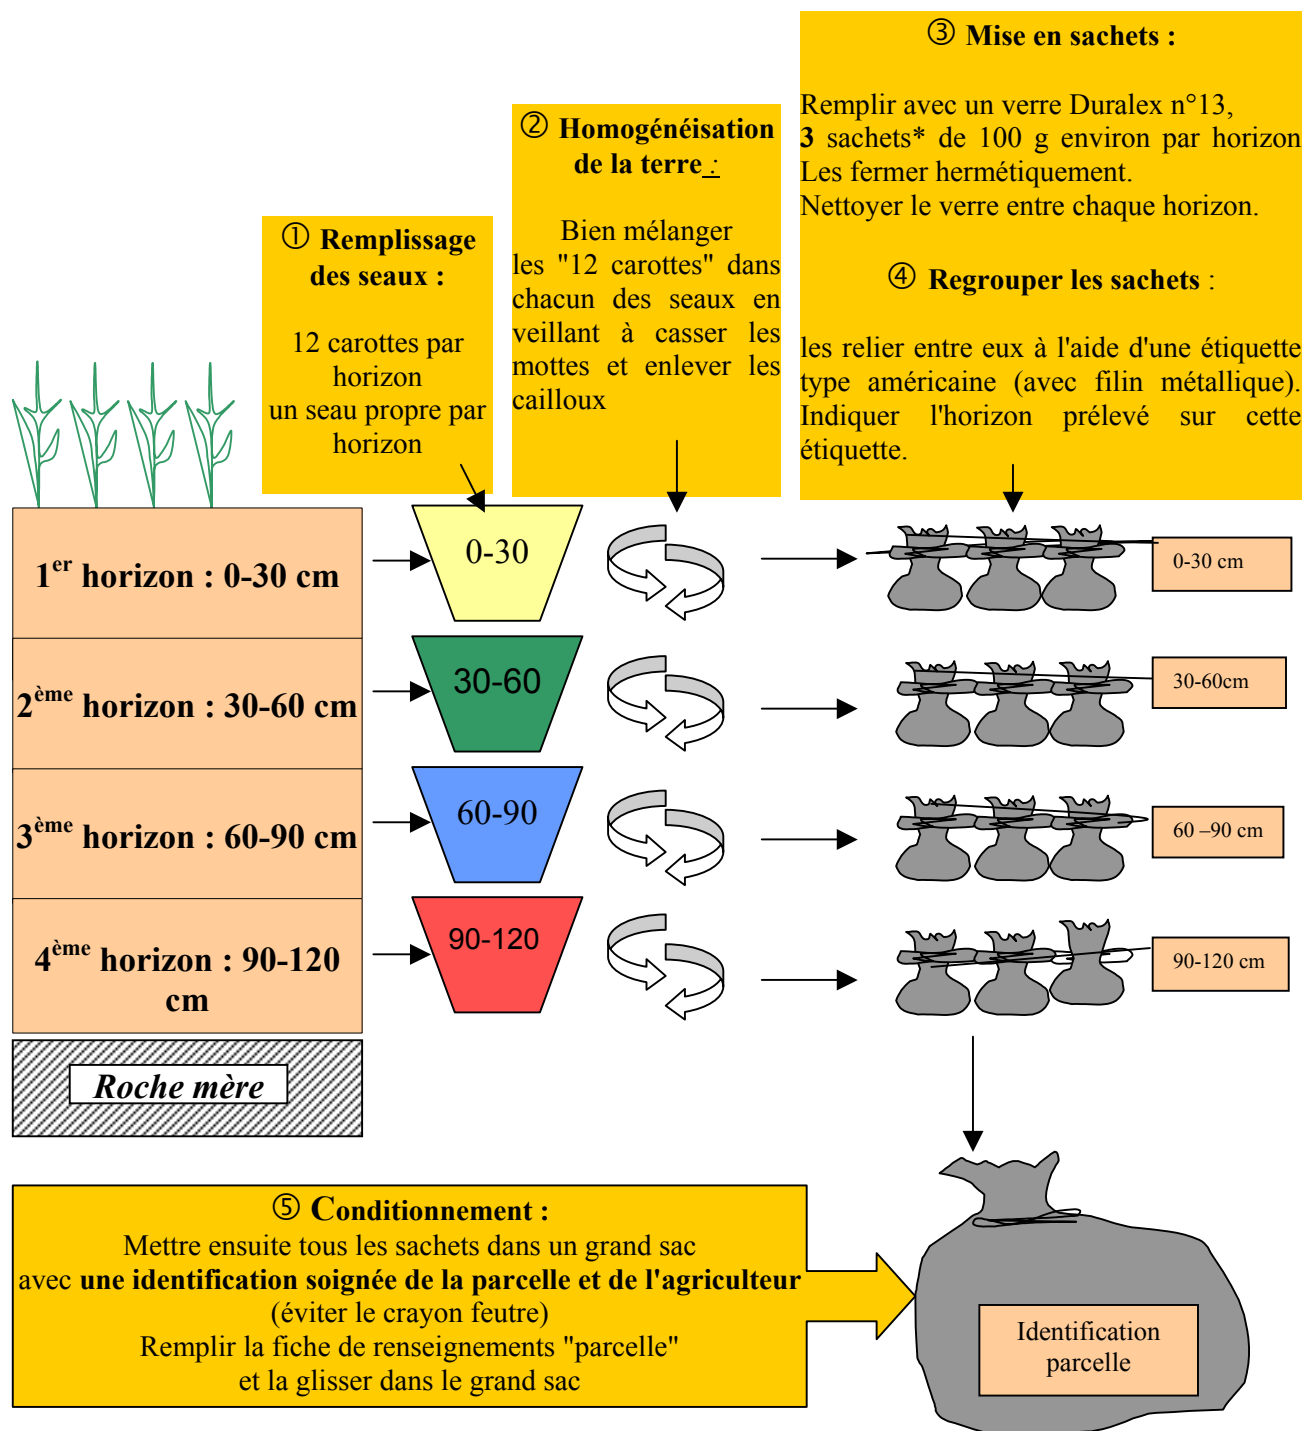 ① Remplissage
des seaux :
12 carottes par
horizon
un seau propre par
horizon
② Homogénéisation
de la terre :
Bien mélanger
les "12 carottes" dans
chacun des seaux en
veillant à casser les
mottes et enlever les
cailloux
③ Mise en sachets :
Remplir avec un verre Duralex n°13,
3 sachets* de 100 g environ par horizon
Les fermer hermétiquement.
Nettoyer le verre entre chaque horizon.
④ Regrouper les sachets :
les relier entre eux à l'aide d'une étiquette
type américaine (avec filin métallique).
Indiquer l'horizon prélevé sur cette
étiquette.
1er horizon : 0-30 cm
0-30
0-30 cm
2ème horizon : 30-60 cm
30-60
30-60cm
3ème horizon : 60-90 cm
60-90
60 –90 cm
4ème horizon : 90-120
cm
90-120
90-120 cm
Roche mère
⑤ Conditionnement :
Mettre ensuite tous les sachets dans un grand sac
avec une identification soignée de la parcelle et de l'agriculteur
(éviter le crayon feutre)
Remplir la fiche de renseignements "parcelle"
et la glisser dans le grand sac
Identification
parcelle